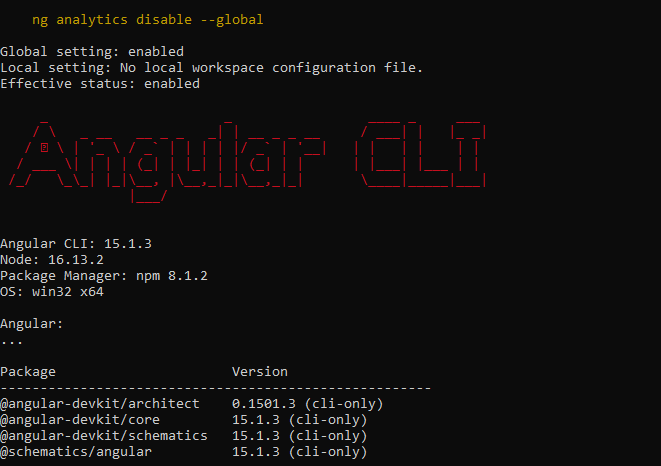 ng analytics disable --global
Global setting: enabled
Local setting: No local workspace configuration file.
Effective status: enabled
Angular CLI
Angular CLI: 15.1.3
Node: 16.13.2
Package Manager: npm 8.1.2
OS: win32 x64
Angular:
...
Package Version
------------------------------------------------------
@angular-devkit/architect 0.1501.3 (cli-only)
@angular-devkit/core 15.1.3 (cli-only)
@angular-devkit/schematics 15.1.3 (cli-only)
@schematics/angular 15.1.3 (cli-only)